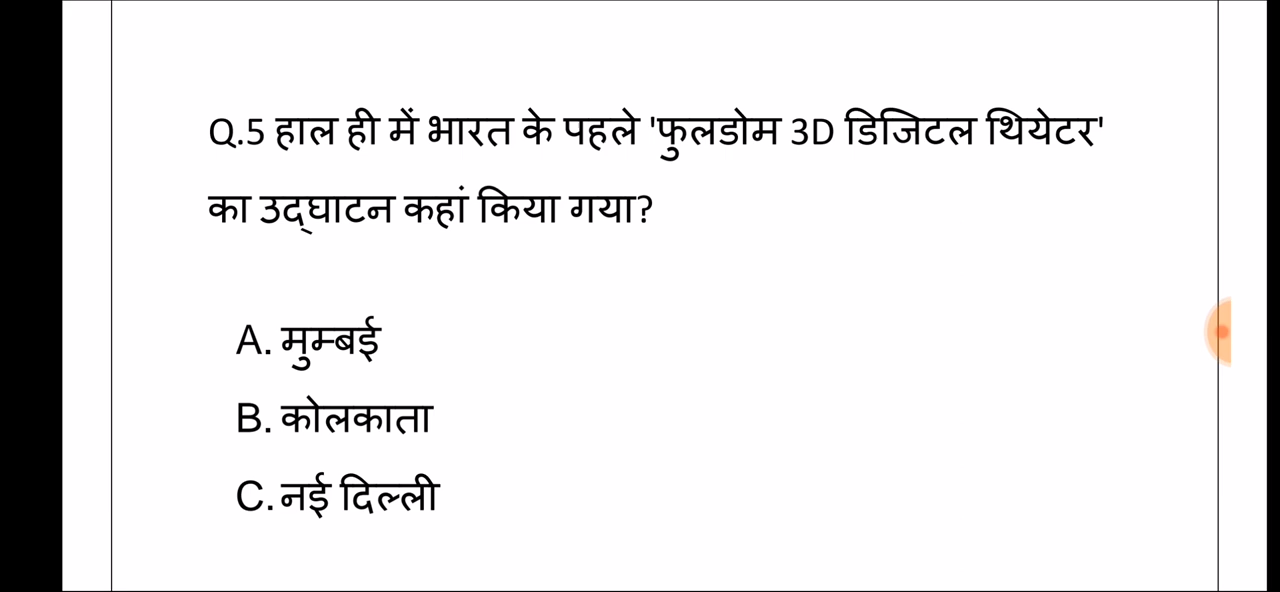 Q.5 हाल ही में भारत के पहले 'फुलडोम 3D डिजिटल थियेटर'
का उद्घाटन कहां किया गया?
A. मुम्बई
B. कोलकाता
C. नई दिल्ली